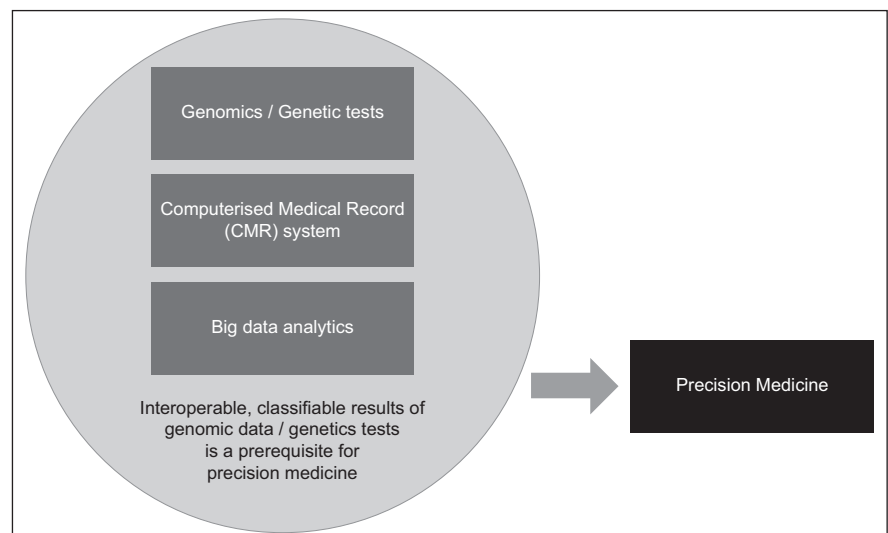 Genomics / Genetic tests
Computerised Medical Record
(CMR) system
Big data analytics
Interoperable, classifiable results of
genomic data / genetics tests
is a prerequisite for
precision medicine
Precision Medicine